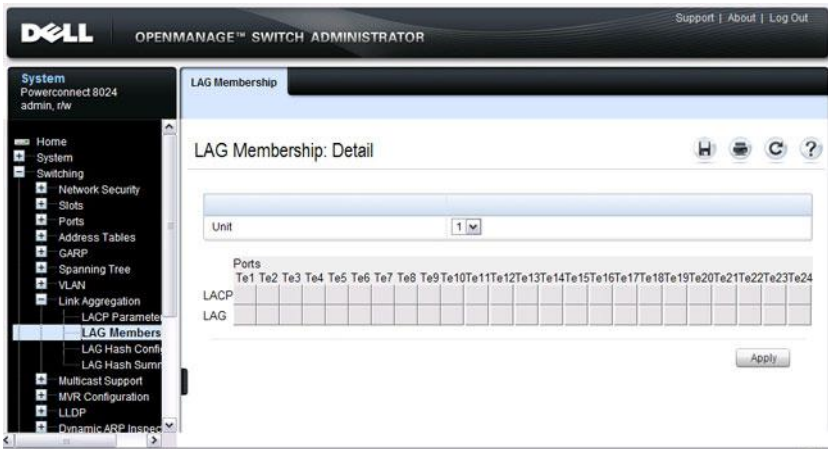 DELL
OPENMANAGE™ SWITCH ADMINISTRATOR
Support | About | Log Out
System
Powerconnect 8024
admin, r/w
LAG Membership
Home
System
Switching
Network Security
Slots
Ports
Address Tables
GARP
Spanning Tree
VLAN
Link Aggregation
LACP Paramete
LAG Members
LAG Hash Confi
LAG Hash Summ
Multicast Support
MVR Configuration
LLDP
Dynamic ARP Inspec
LAG Membership: Detail
Unit 1
Ports
Te1 Te2 Te3 Te4 Te5 Te6 Te7 Te8 Te9 Te10 Te11 Te12 Te13 Te14 Te15 Te16 Te17 Te18 Te19 Te20 Te21 Te22 Te23 Te24
LACP
LAG
Apply